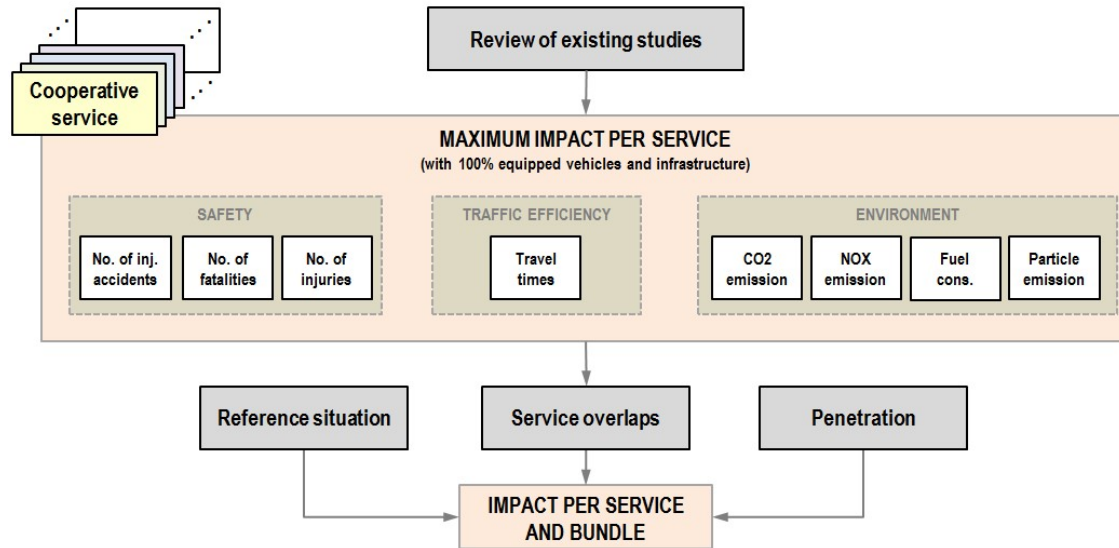 Review of existing studies
Cooperative
service
MAXIMUM IMPACT PER SERVICE
(with 100% equipped vehicles and infrastructure)
SAFETY
No. of inj.
accidents
No. of
fatalities
No. of
injuries
TRAFFIC EFFICIENCY
Travel
times
ENVIRONMENT
CO2
emission
NOX
emission
Fuel
cons.
Particle
emission
Reference situation
Service overlaps
Penetration
IMPACT PER SERVICE
AND BUNDLE